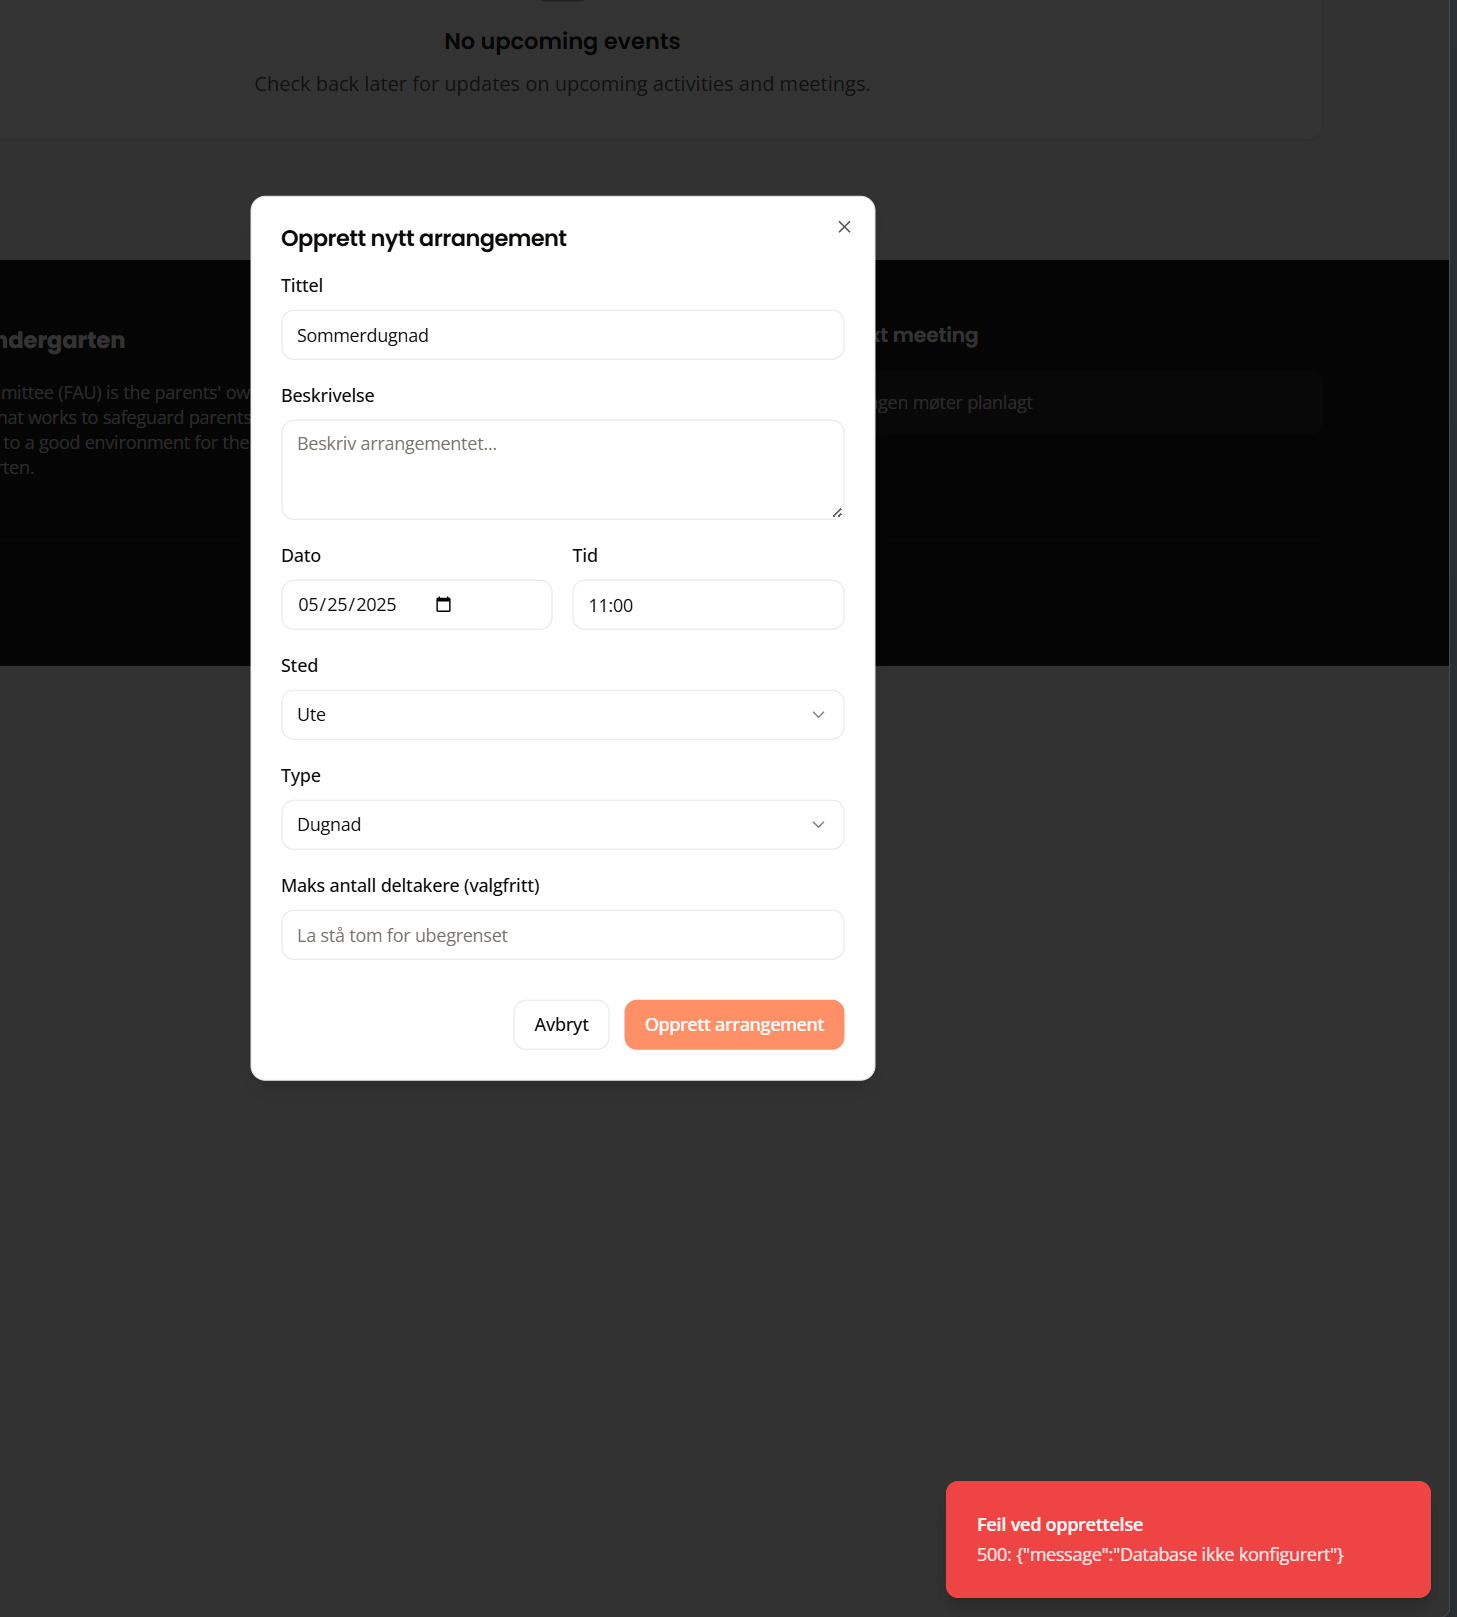 No upcoming events
Check back later for updates on upcoming activities and meetings.
Opprett nytt arrangement
Tittel
Sommerdugnad
Beskrivelse
Beskriv arrangementet...
Dato
Tid
05/25/2025
11:00
Sted
Ute
Type
Dugnad
Maks antall deltakere (valgfritt)
La stå tom for ubegrenset
Avbryt
Opprett arrangement
ndergarten
mittee (FAU) is the parents' ow
hat works to safeguard parents
to a good environment for the
rten.
xt meeting
ngen møter planlagt
Feil ved opprettelse
500: {"message":"Database ikke konfigurert"}